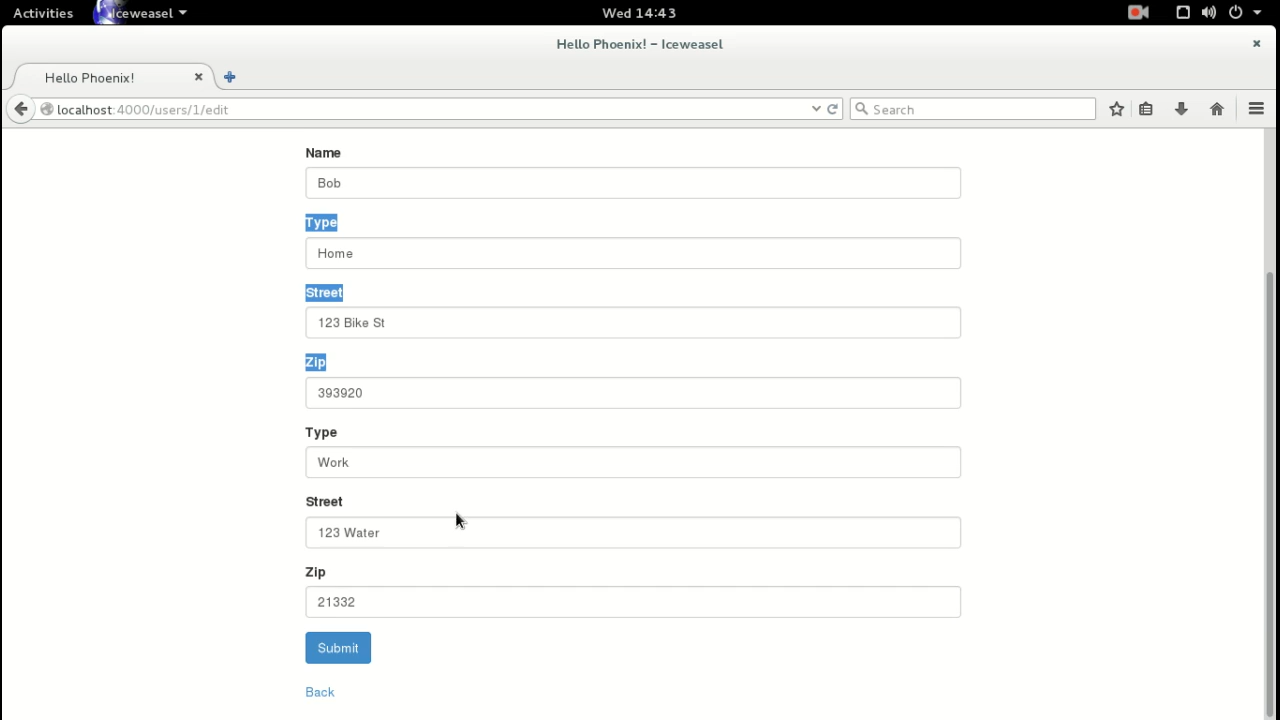 Activities Iceweasel Wed 14:43
Hello Phoenix! – Iceweasel
Hello Phoenix!
localhost:4000/users/1/edit Search
Name
Bob
Type
Home
Street
123 Bike St
Zip
393920
Type
Work
Street
123 Water
Zip
21332
Submit
Back